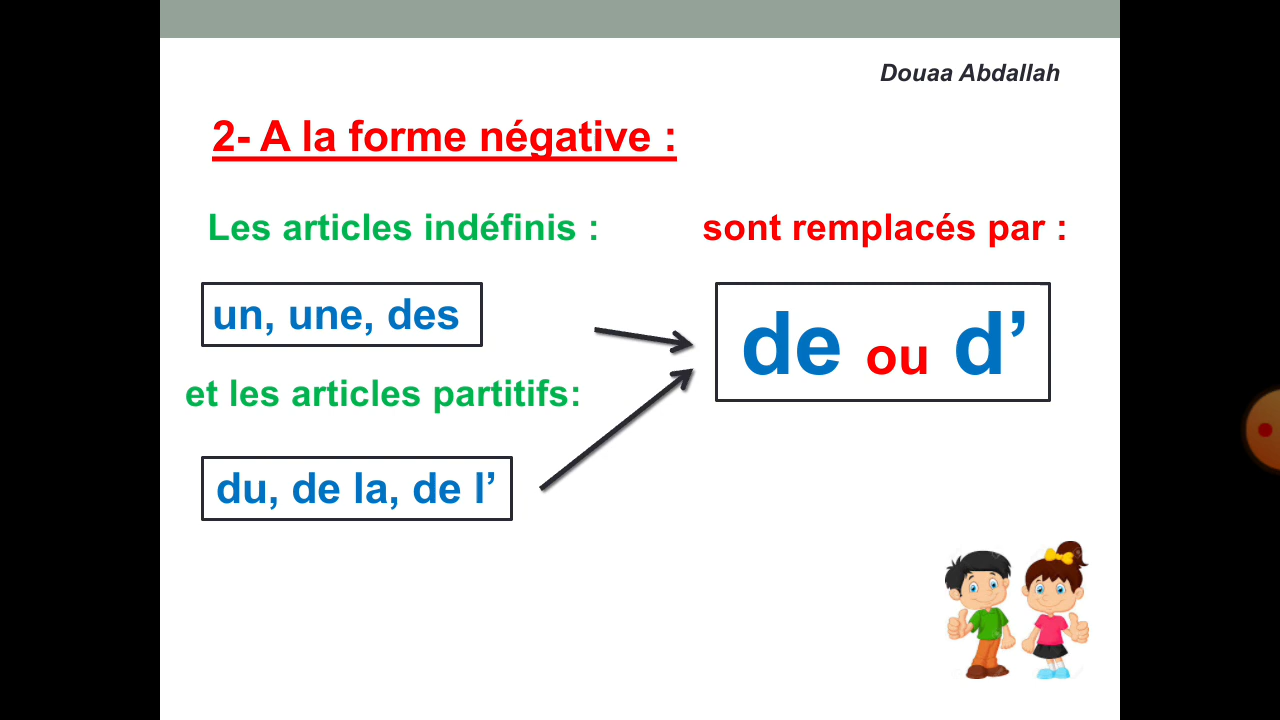 Douaa Abdallah
2- A la forme négative :
Les articles indéfinis :
sont remplacés par :
un, une, des
de ou d’
et les articles partitifs:
du, de la, de l’